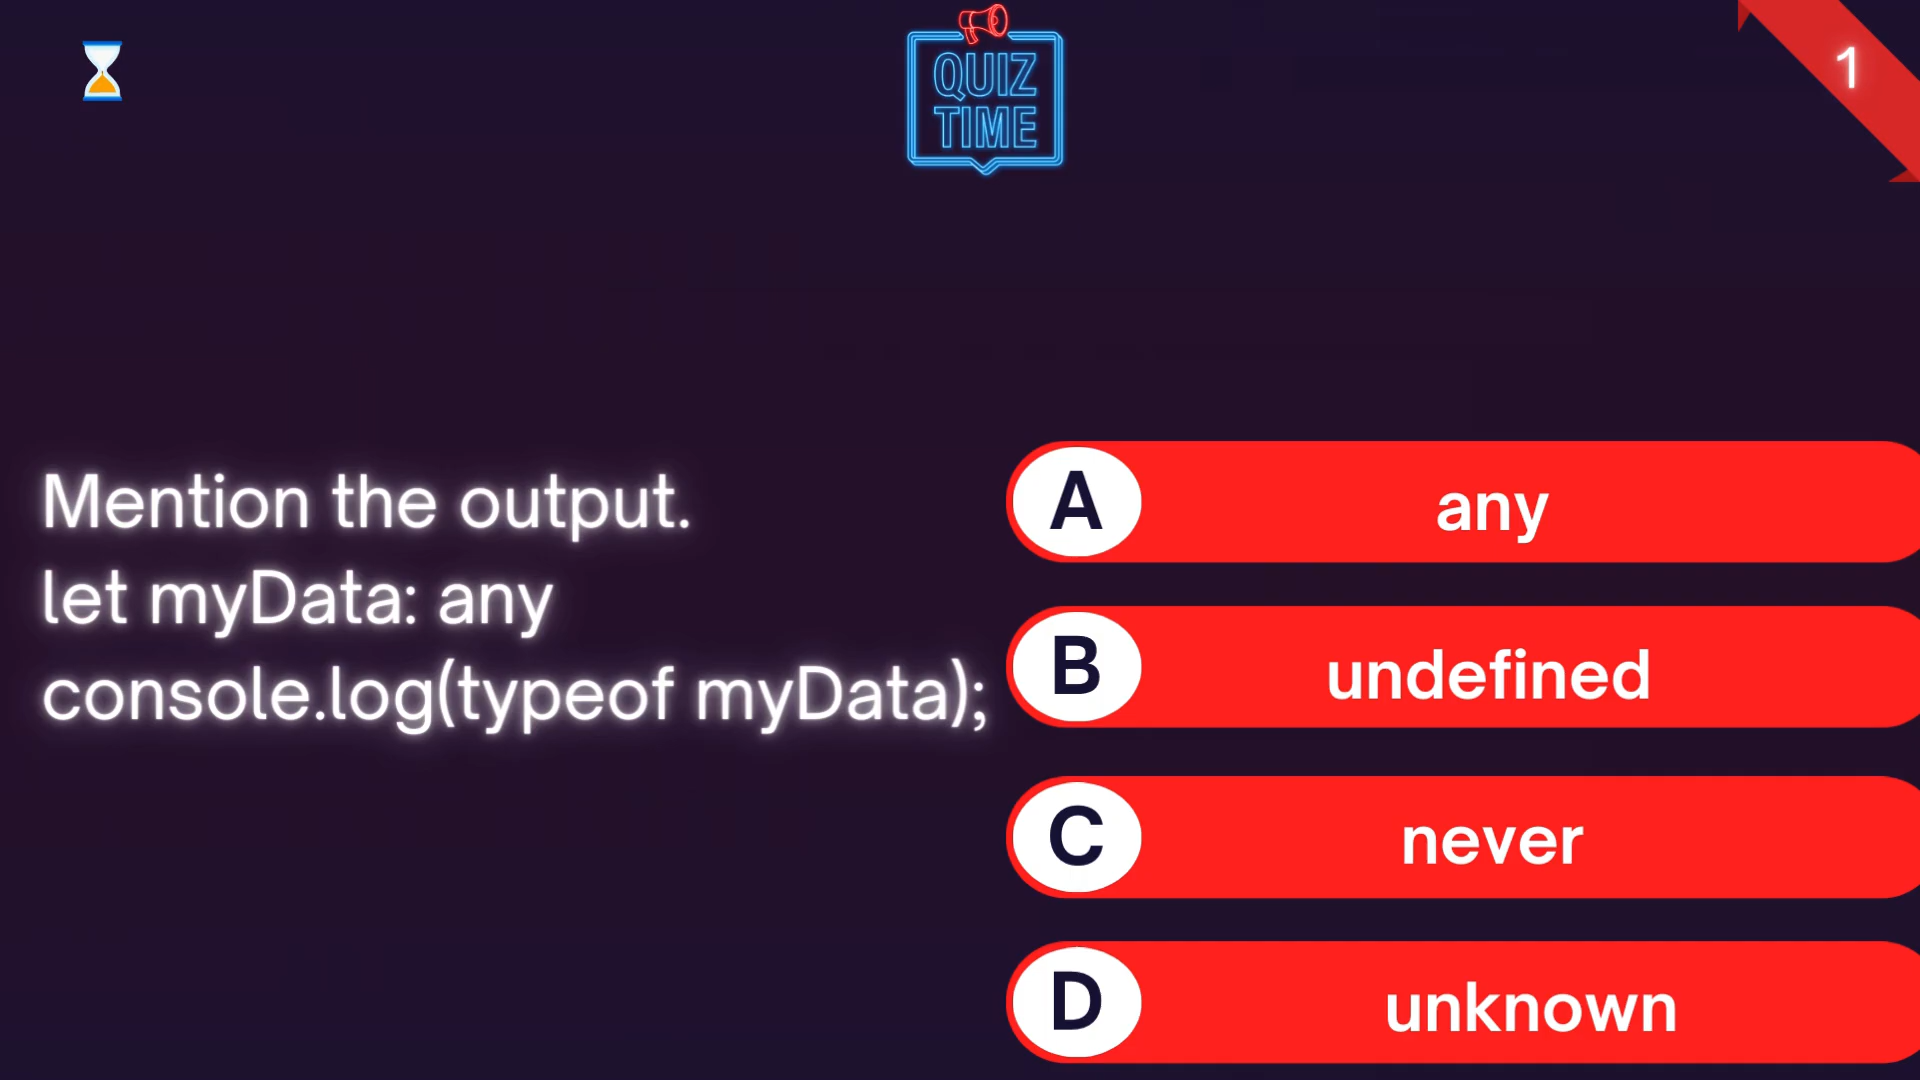 QUIZ
TIME
1
Mention the output.
let myData: any
console.log(typeof myData);
A any
B undefined
C never
D unknown